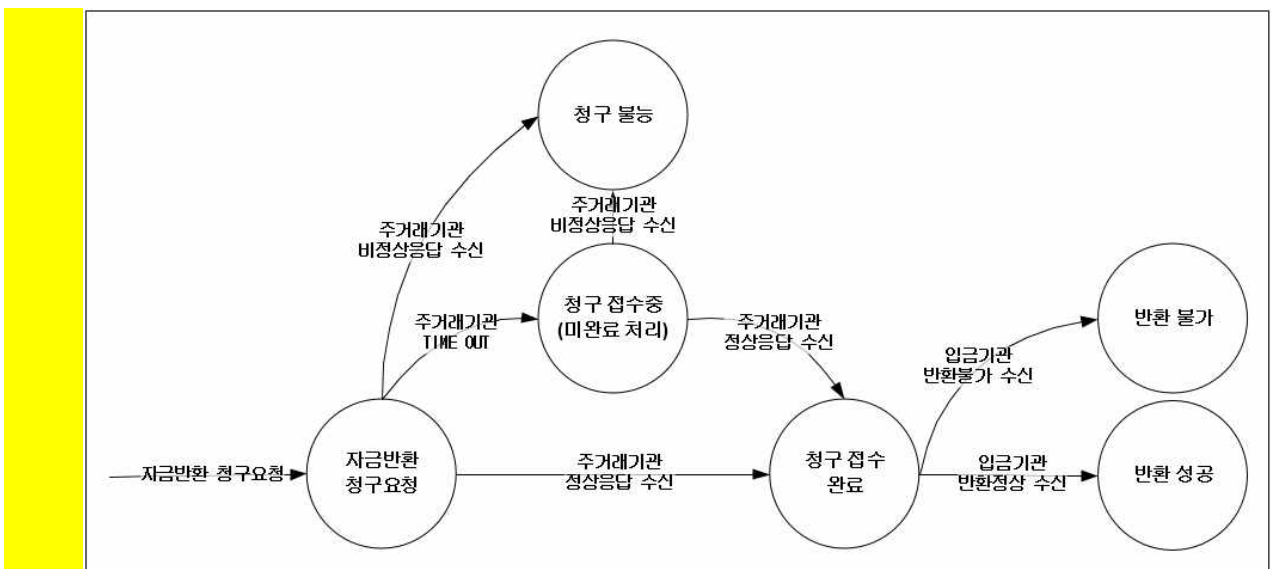 청구 불능
주거래기관
비정상응답 수신
주거래기관
비정상응답 수신
청구 접수중
(미완료 처리)
주거래기관
TIME OUT
주거래기관
정상응답 수신
반환 불가
입금기관
반환불가 수신
자금반환 청구요청
자금반환
청구요청
주거래기관
정상응답 수신
청구 접수
완료
입금기관
반환정상 수신
반환 성공